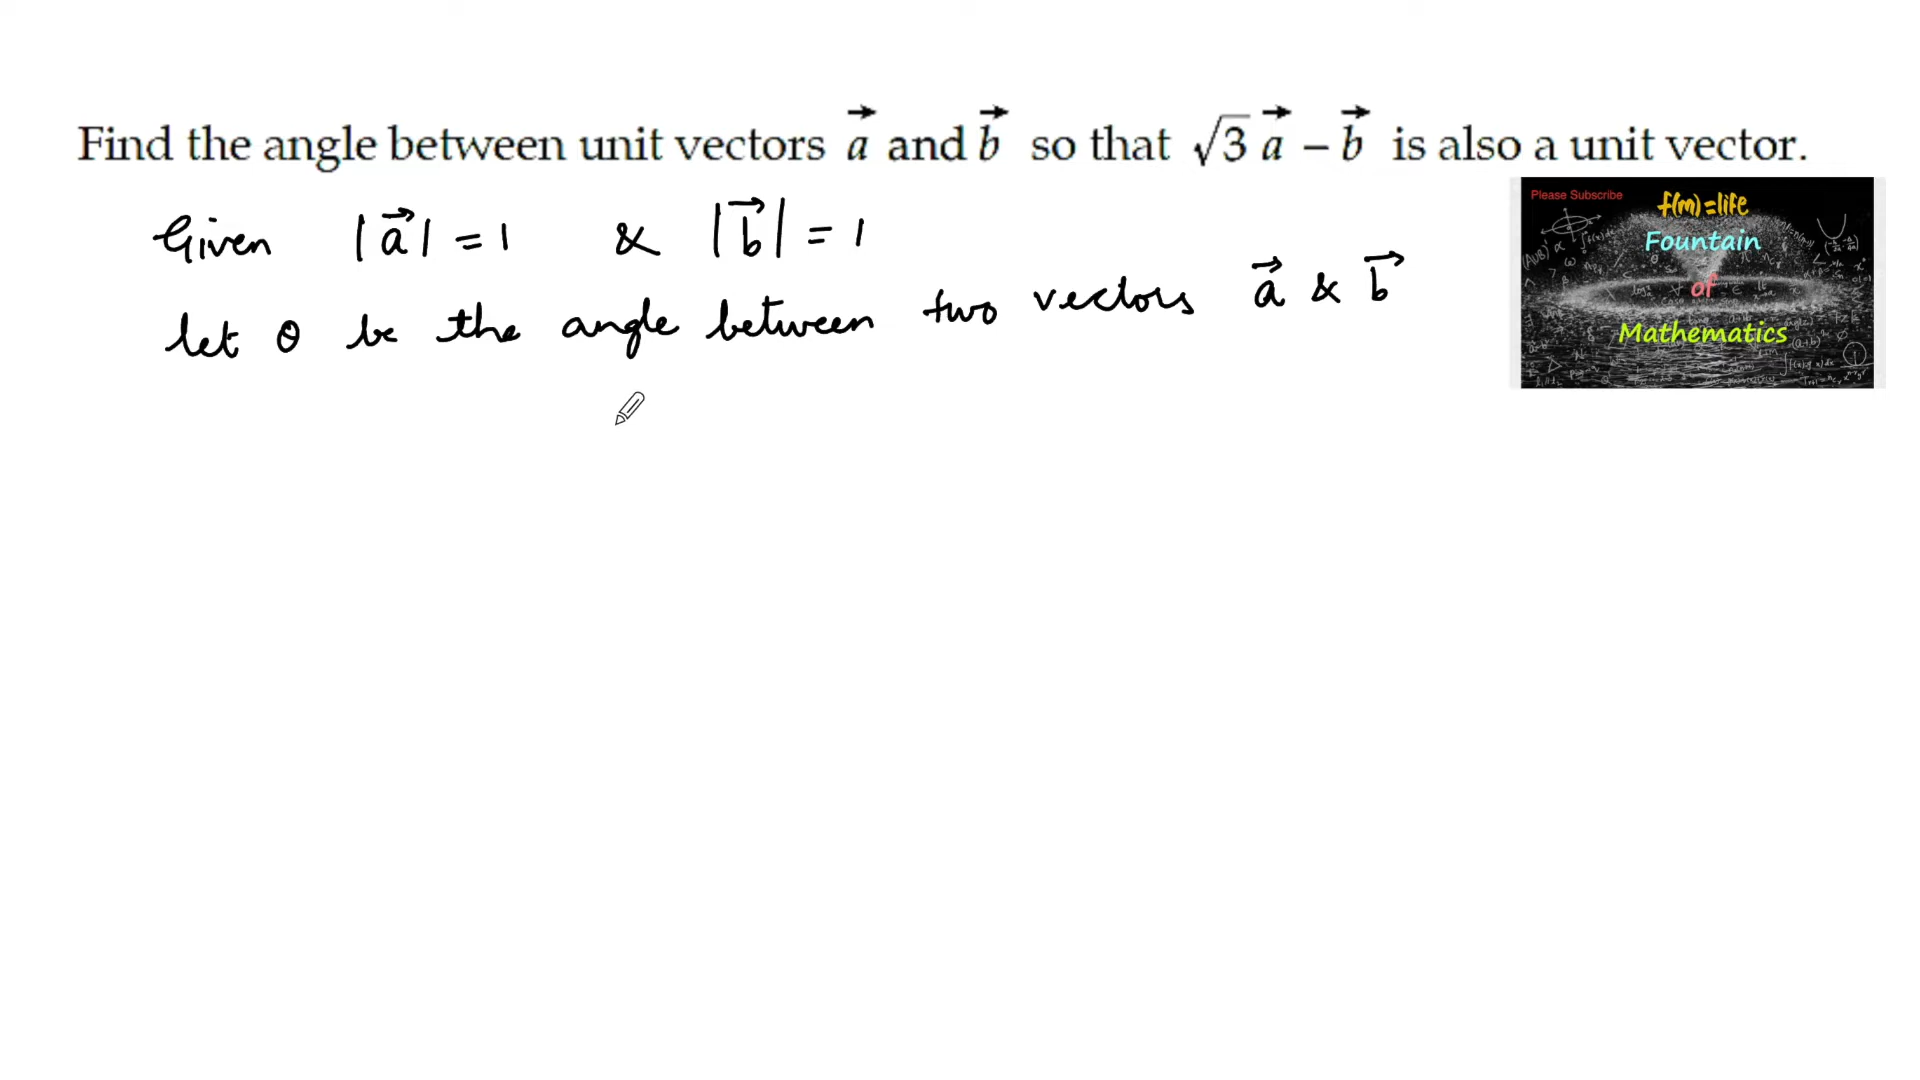 Find the angle between unit vectors a⃗ and b⃗ so that √3 a⃗ − b⃗ is also a unit vector.
Given |a⃗| = 1 & |b⃗| = 1
let θ be the angle between two vectors a⃗ & b⃗
Please Subscribe
f(m)=life
Fountain
of
Mathematics